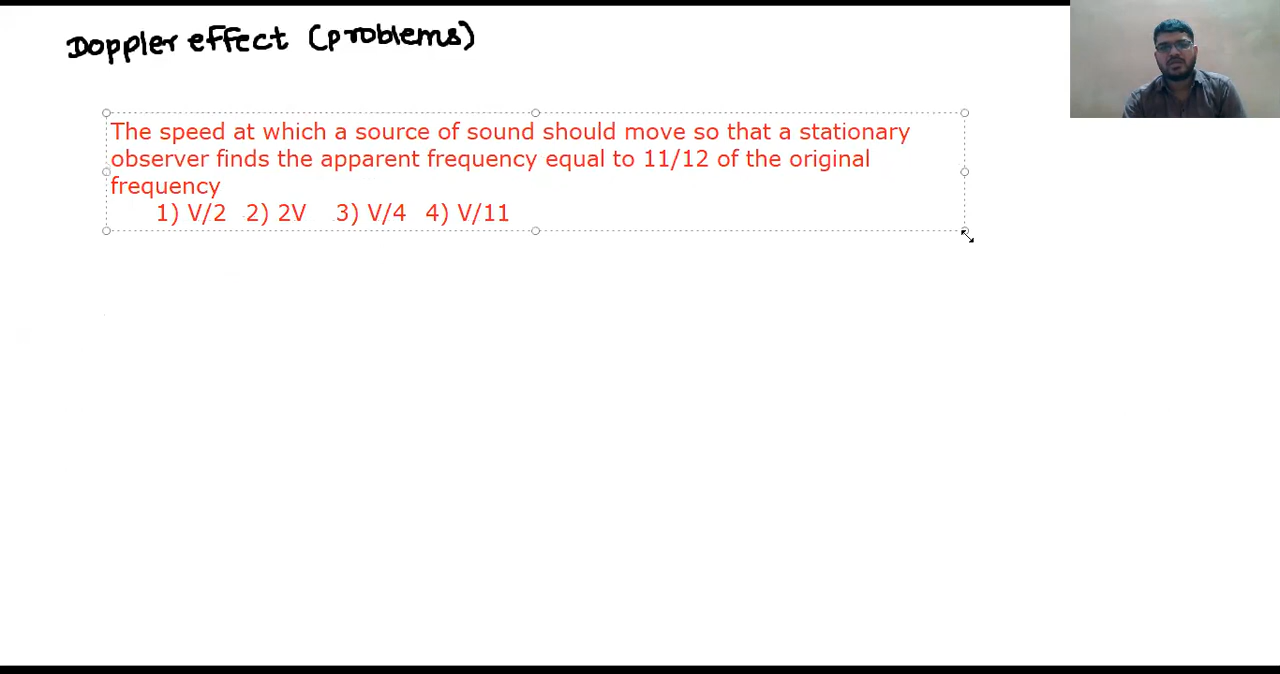 Doppler effect (problems)
The speed at which a source of sound should move so that a stationary
observer finds the apparent frequency equal to 11/12 of the original
frequency
1) V/2 2) 2V 3) V/4 4) V/11